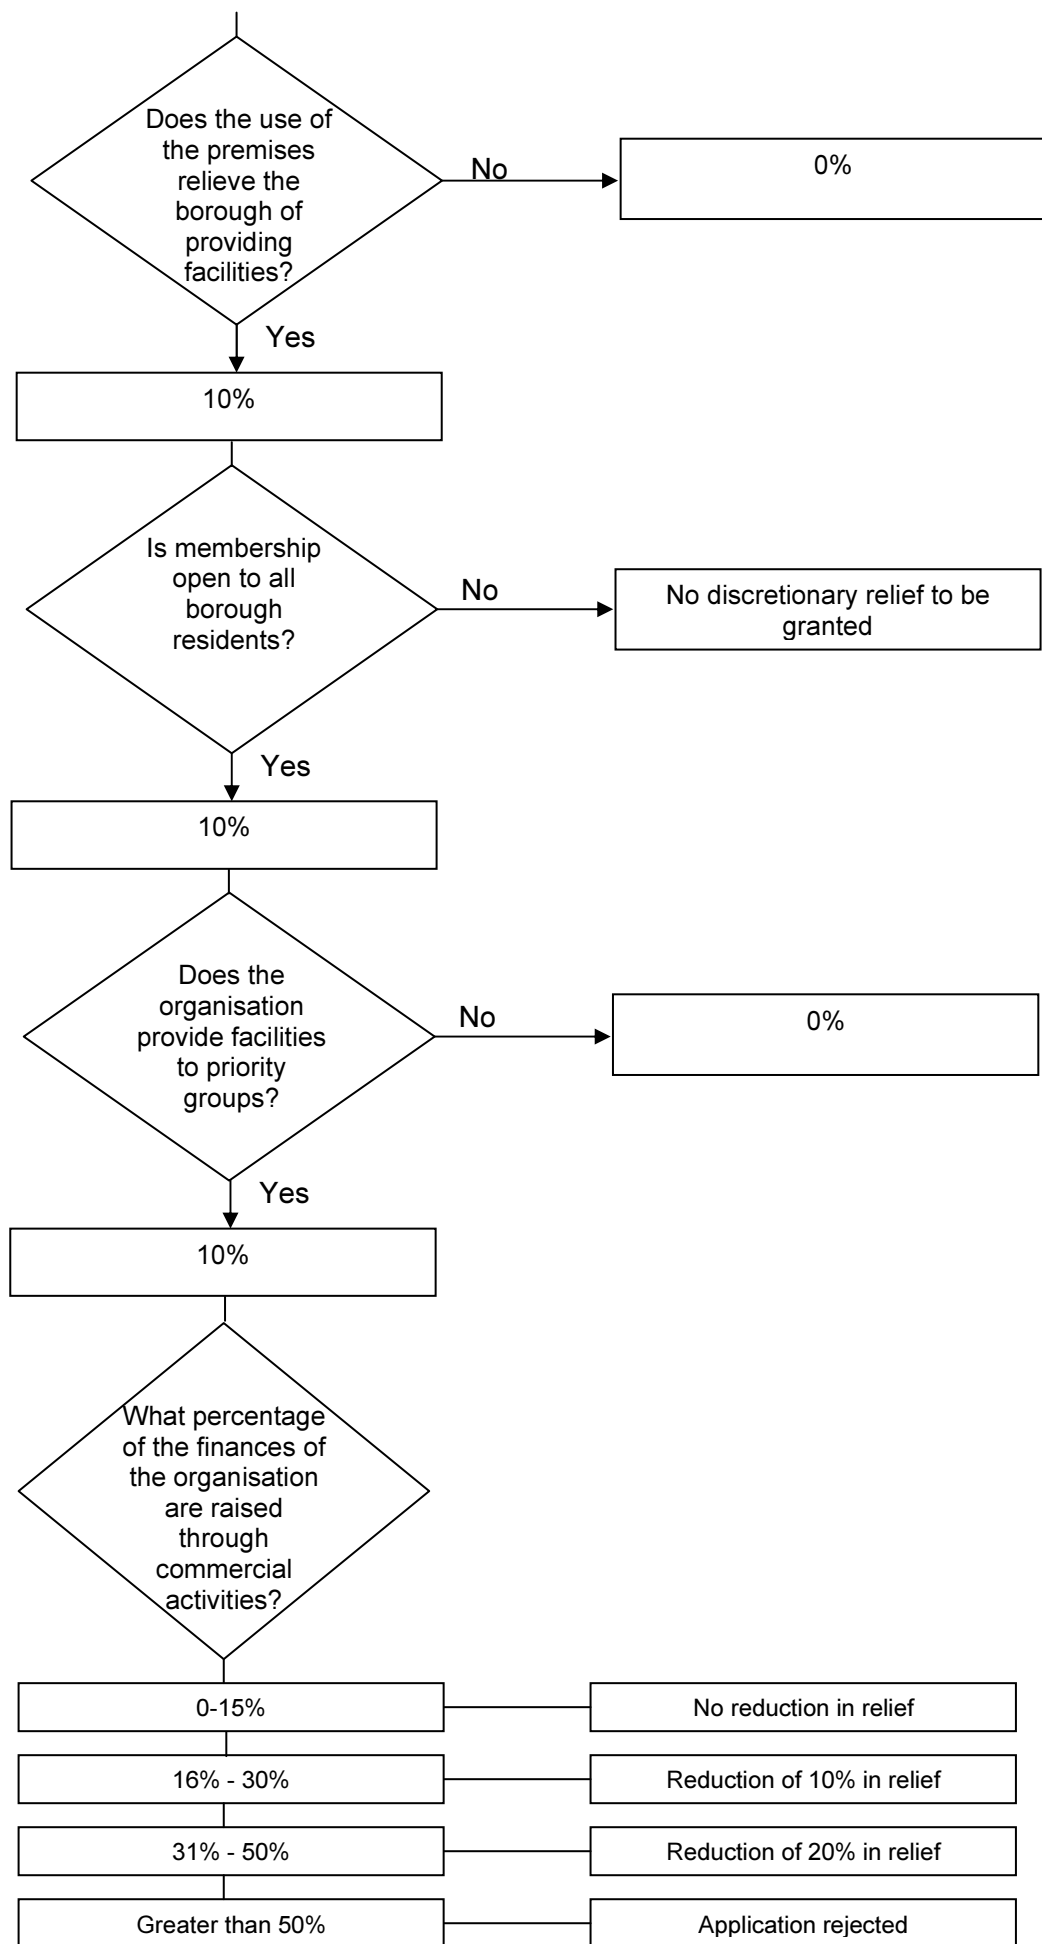 Does the use of
the premises
relieve the
borough of
providing
facilities?
No
0%
Yes
10%
Is membership
open to all
borough
residents?
No
No discretionary relief to be
granted
Yes
10%
Does the
organisation
provide facilities
to priority
groups?
No
0%
Yes
10%
What percentage
of the finances of
the organisation
are raised
through
commercial
activities?
0-15%
No reduction in relief
16% - 30%
Reduction of 10% in relief
31% - 50%
Reduction of 20% in relief
Greater than 50%
Application rejected